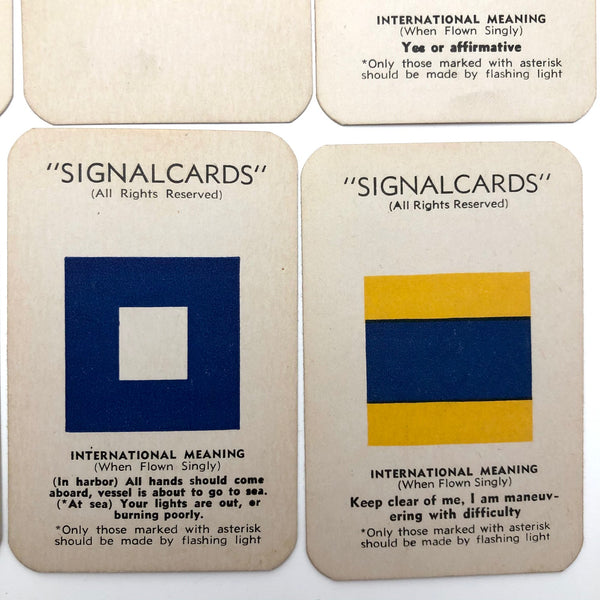 INTERNATIONAL MEANING
(When Flown Singly)
Yes or affirmative
*Only those marked with asterisk
should be made by flashing light
"SIGNALCARDS"
(All Rights Reserved)
INTERNATIONAL MEANING
(When Flown Singly)
(In harbor) All hands should come
aboard, vessel is about to go to sea.
(*At sea) Your lights are out, or
burning poorly.
*Only those marked with asterisk
should be made by flashing light
"SIGNALCARDS"
(All Rights Reserved)
INTERNATIONAL MEANING
(When Flown Singly)
Keep clear of me, I am maneuv-
ering with difficulty
*Only those marked with asterisk
should be made by flashing light